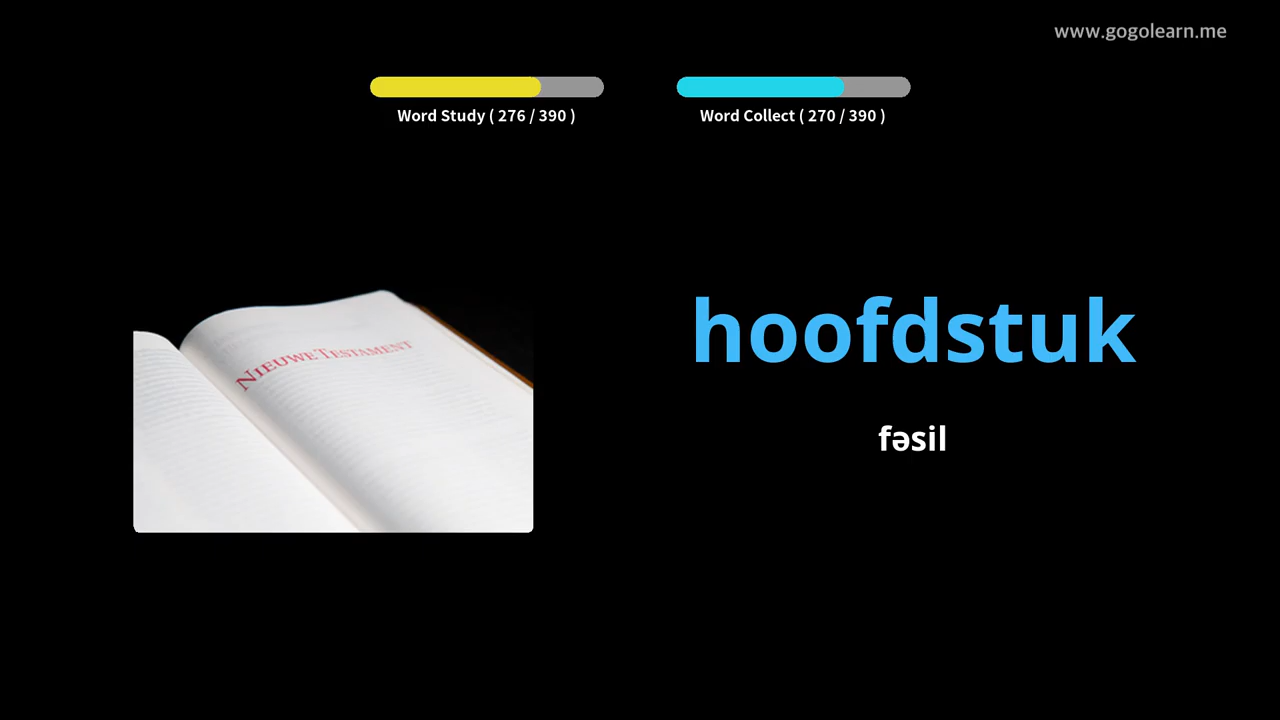 www.gogolearn.me
Word Study ( 276 / 390 )
Word Collect ( 270 / 390 )
NIEUWE TESTAMENT
hoofdstuk
fəsil